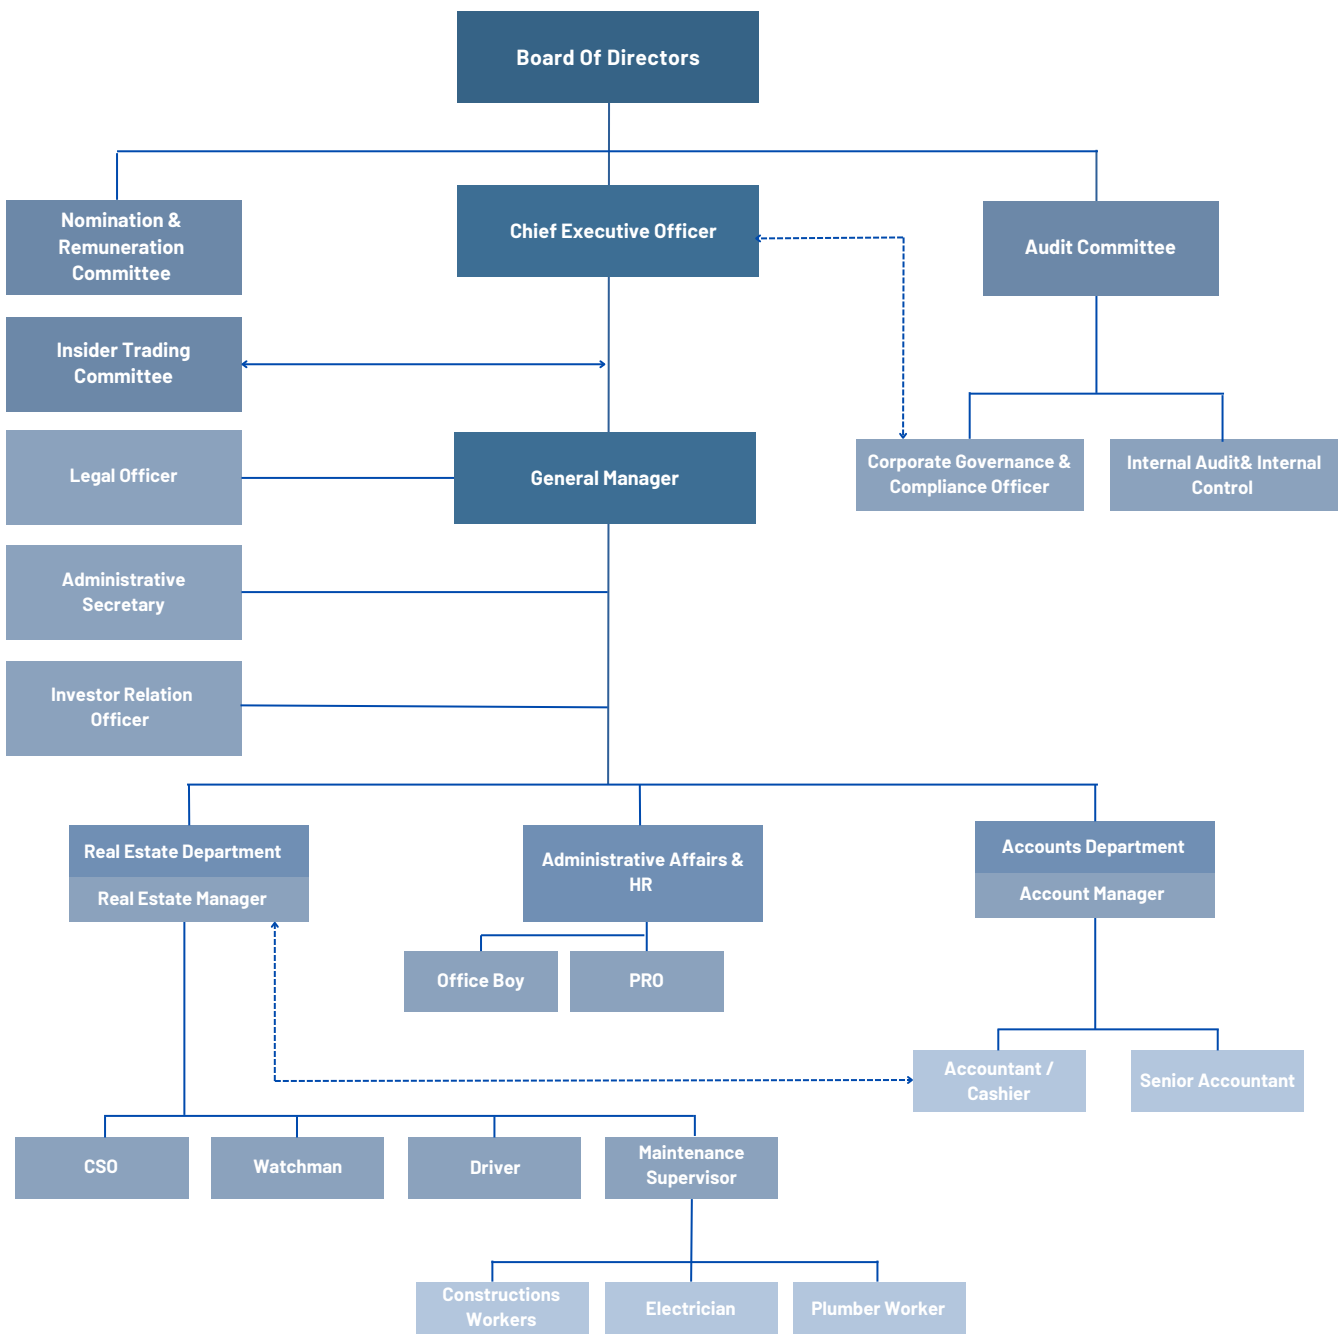 Board Of Directors
Nomination &
Remuneration
Committee
Chief Executive Officer
Audit Committee
Insider Trading
Committee
Legal Officer
General Manager
Corporate Governance &
Compliance Officer
Internal Audit& Internal
Control
Administrative
Secretary
Investor Relation
Officer
Real Estate Department
Real Estate Manager
Administrative Affairs &
HR
Accounts Department
Account Manager
Office Boy
PRO
Accountant /
Cashier
Senior Accountant
CSO
Watchman
Driver
Maintenance
Supervisor
Constructions
Workers
Electrician
Plumber Worker